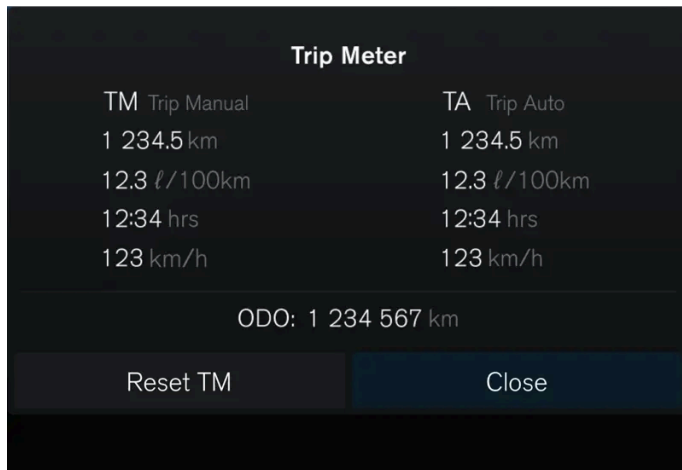 Trip Meter
TM Trip Manual
1 234.5 km
12.3 ℓ/100km
12:34 hrs
123 km/h
TA Trip Auto
1 234.5 km
12.3 ℓ/100km
12:34 hrs
123 km/h
ODO: 1 234 567 km
Reset TM
Close